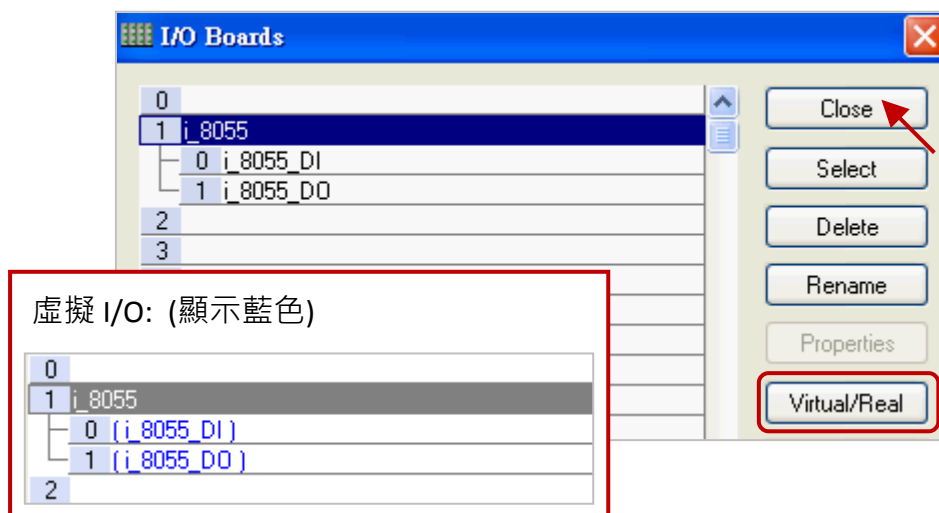 I/O Boards
0
1 i_8055
0 i_8055_DI
1 i_8055_DO
2
3
Close
Select
Delete
Rename
Properties
Virtual/Real
虛擬 I/O: (顯示藍色)
0
1 i_8055
0 ( i_8055_DI )
1 ( i_8055_DO )
2